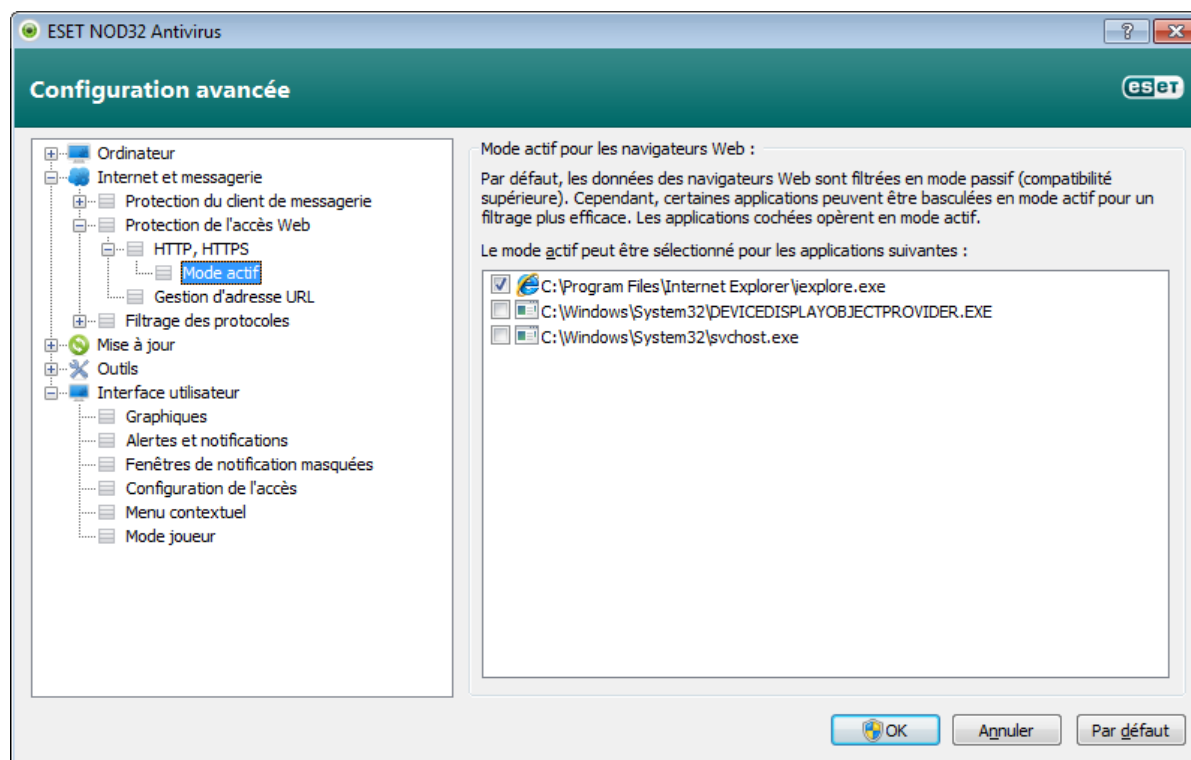 ESET NOD32 Antivirus
Configuration avancée
eseT
Ordinateur
Internet et messagerie
Protection du client de messagerie
Protection de l'accès Web
HTTP, HTTPS
Mode actif
Gestion d'adresse URL
Filtrage des protocoles
Mise à jour
Outils
Interface utilisateur
Graphiques
Alertes et notifications
Fenêtres de notification masquées
Configuration de l'accès
Menu contextuel
Mode joueur
Mode actif pour les navigateurs Web :
Par défaut, les données des navigateurs Web sont filtrées en mode passif (compatibilité
supérieure). Cependant, certaines applications peuvent être basculées en mode actif pour un
filtrage plus efficace. Les applications cochées opèrent en mode actif.
Le mode actif peut être sélectionné pour les applications suivantes :
C:\Program Files\Internet Explorer\iexplore.exe
C:\Windows\System32\DEVICEDISPLAYOBJECTPROVIDER.EXE
C:\Windows\System32\svchost.exe
OK
Annuler
Par défaut